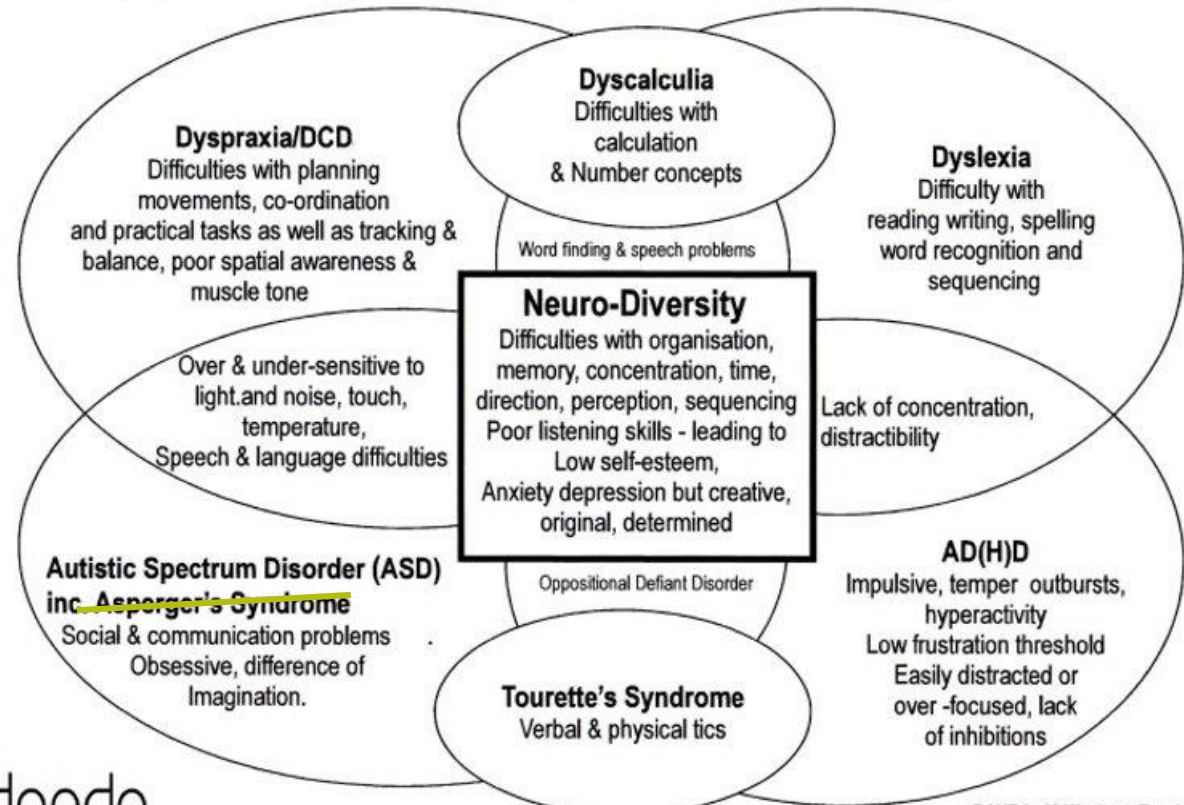 Dyscalculia
Difficulties with
calculation
& Number concepts
Dyspraxia/DCD
Difficulties with planning
movements, co-ordination
and practical tasks as well as tracking &
balance, poor spatial awareness &
muscle tone
Dyslexia
Difficulty with
reading writing, spelling
word recognition and
sequencing
Word finding & speech problems
Neuro-Diversity
Difficulties with organisation,
memory, concentration, time,
direction, perception, sequencing
Poor listening skills - leading to
Low self-esteem,
Anxiety depression but creative,
original, determined
Over & under-sensitive to
light.and noise, touch,
temperature,
Speech & language difficulties
Lack of concentration,
distractibility
Autistic Spectrum Disorder (ASD)
inc. Asperger's Syndrome
Social & communication problems .
Obsessive, difference of
Imagination.
Oppositional Defiant Disorder
Tourette's Syndrome
Verbal & physical tics
AD(H)D
Impulsive, temper outbursts,
hyperactivity
Low frustration threshold
Easily distracted or
over -focused, lack
of inhibitions